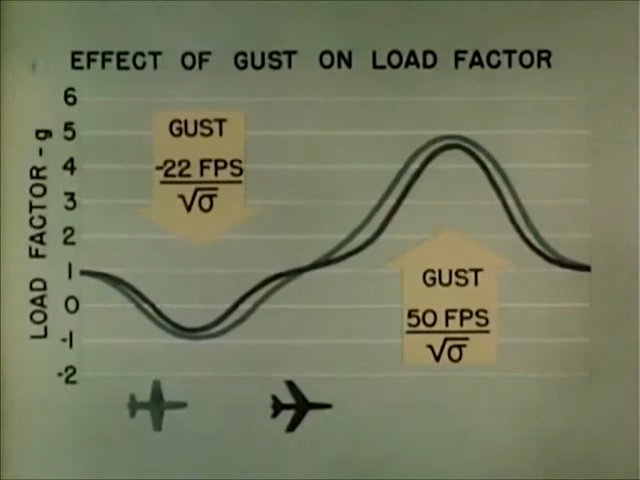 EFFECT OF GUST ON LOAD FACTOR
LOAD FACTOR - g
6
5
4
3
2
1
0
-1
-2
GUST
-22 FPS
√σ
GUST
50 FPS
√σ